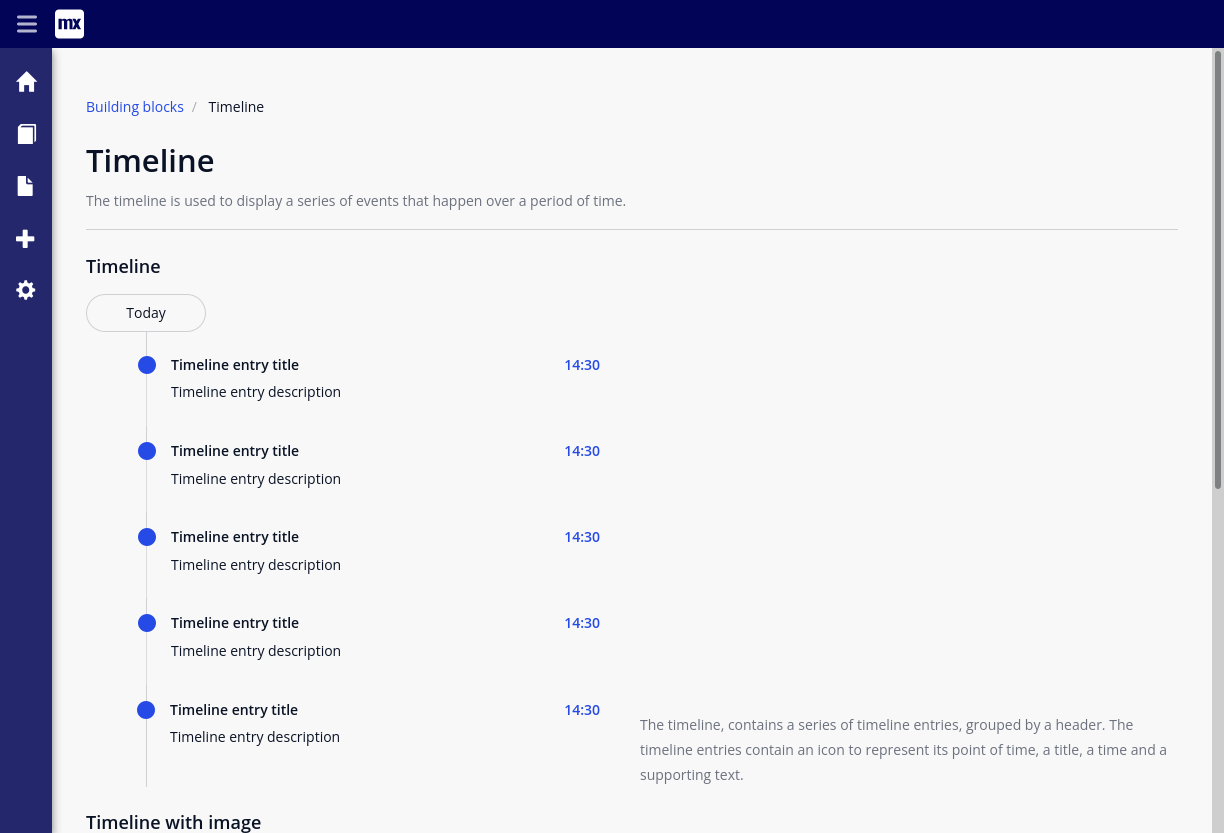 mx
Building blocks / Timeline
Timeline
The timeline is used to display a series of events that happen over a period of time.
Timeline
Today
Timeline entry title 14:30
Timeline entry description
Timeline entry title 14:30
Timeline entry description
Timeline entry title 14:30
Timeline entry description
Timeline entry title 14:30
Timeline entry description
Timeline entry title 14:30
Timeline entry description
The timeline, contains a series of timeline entries, grouped by a header. The
timeline entries contain an icon to represent its point of time, a title, a time and a
supporting text.
Timeline with image